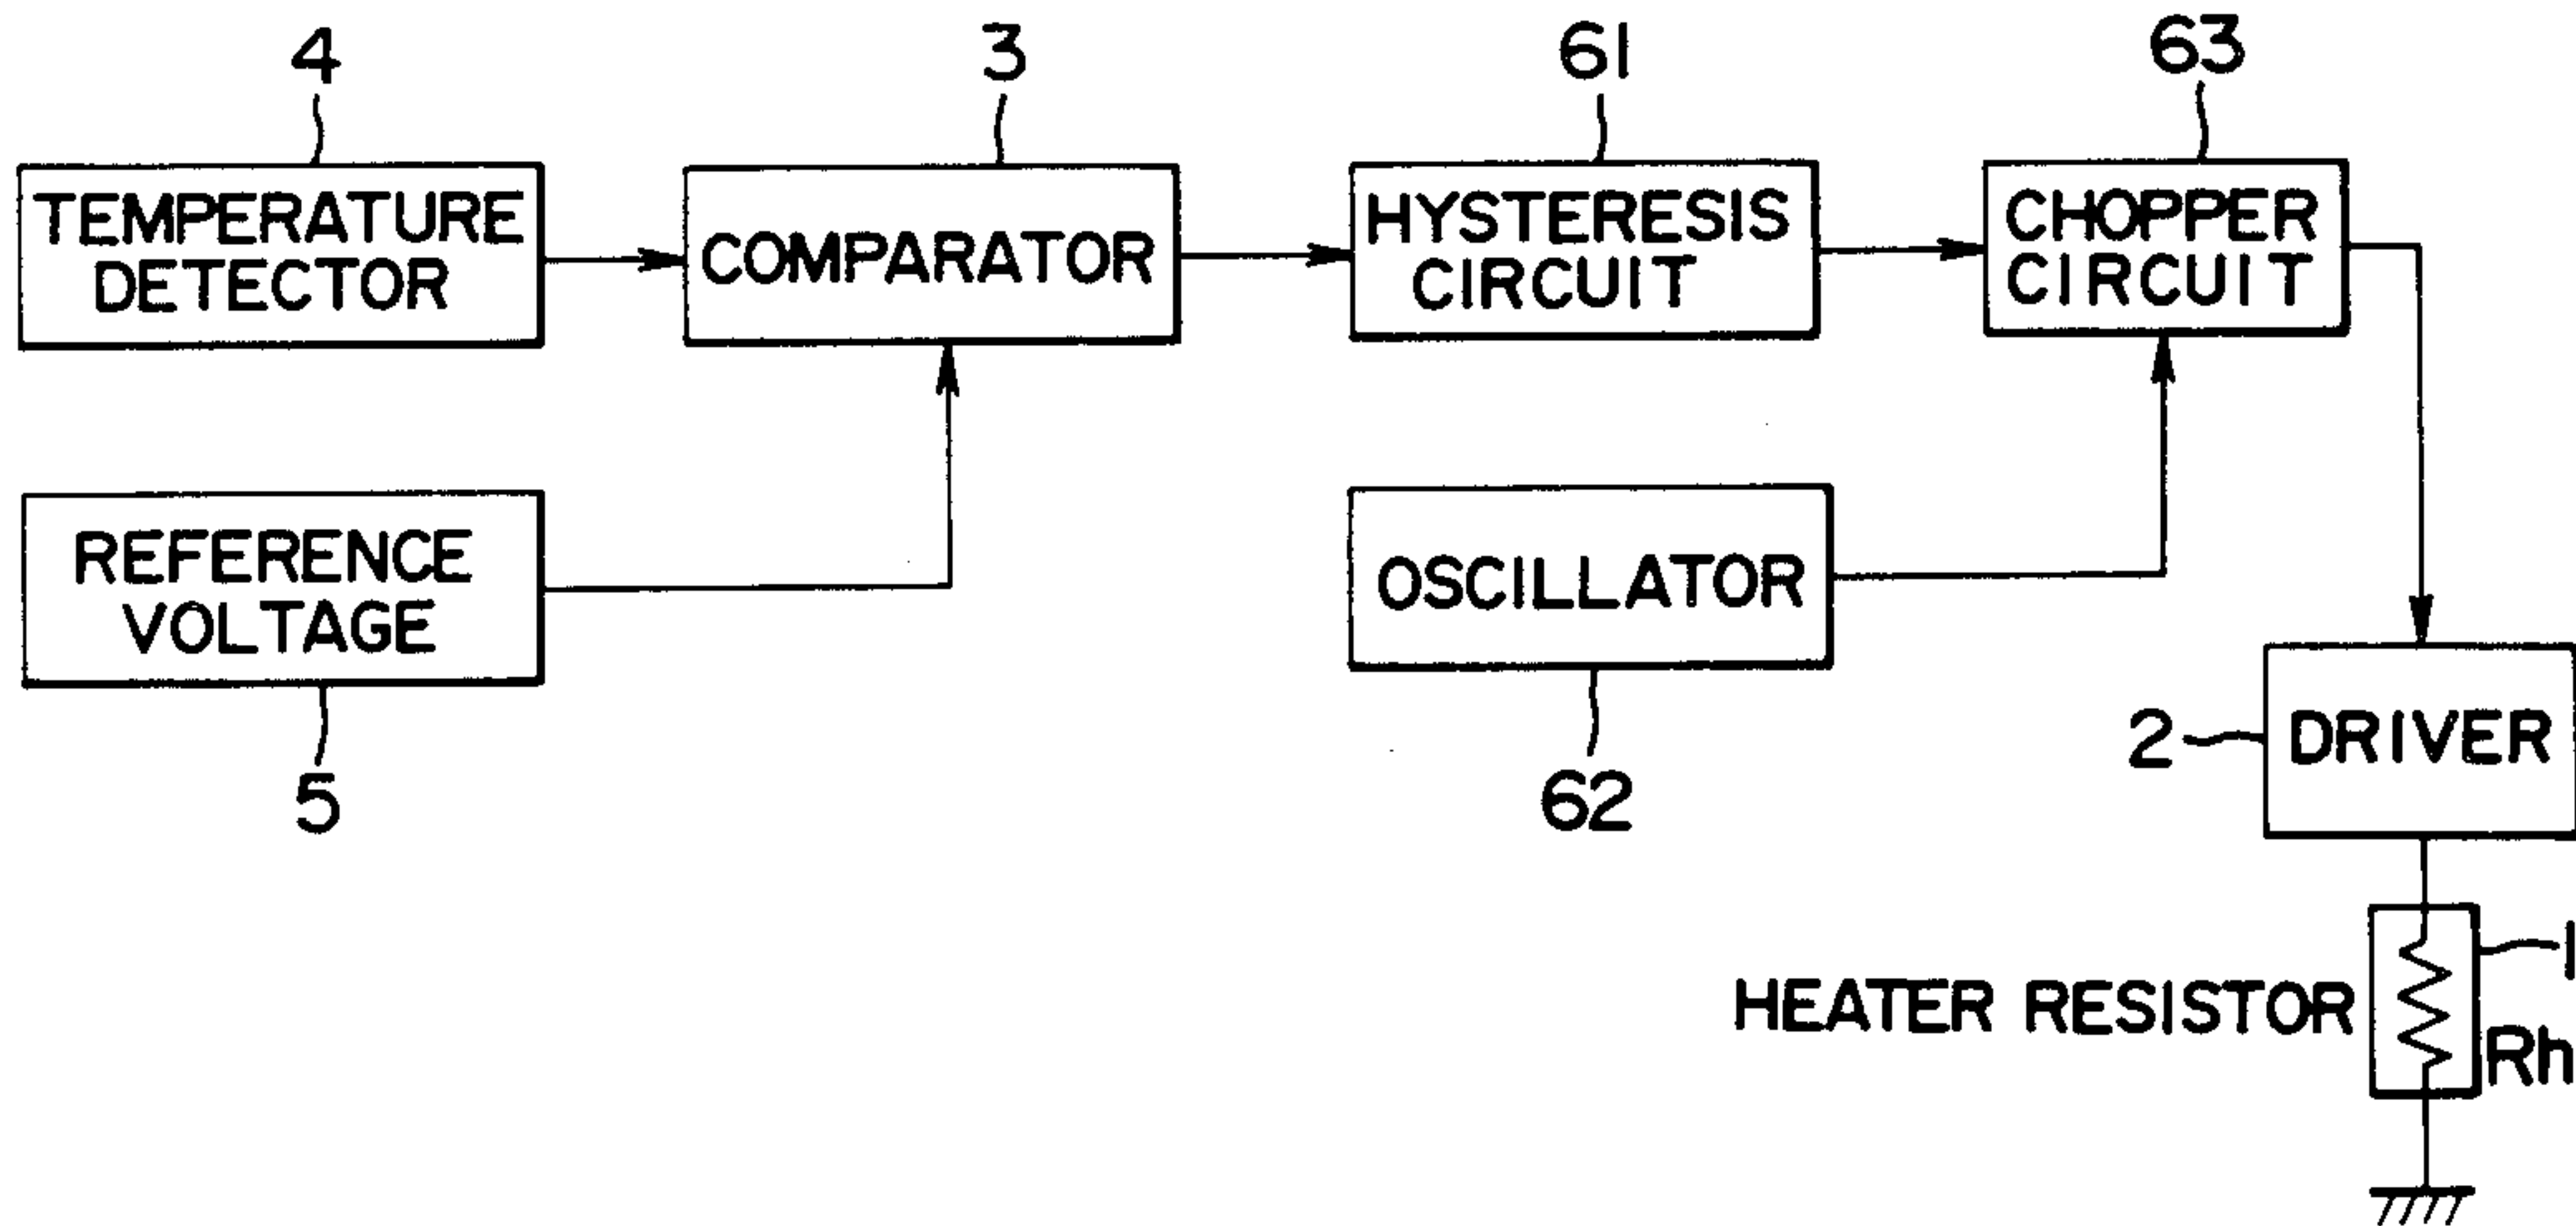 4
3
61
63
TEMPERATURE
DETECTOR
COMPARATOR
HYSTERESIS
CIRCUIT
CHOPPER
CIRCUIT
REFERENCE
VOLTAGE
OSCILLATOR
5
62
2
DRIVER
1
HEATER RESISTOR
Rh